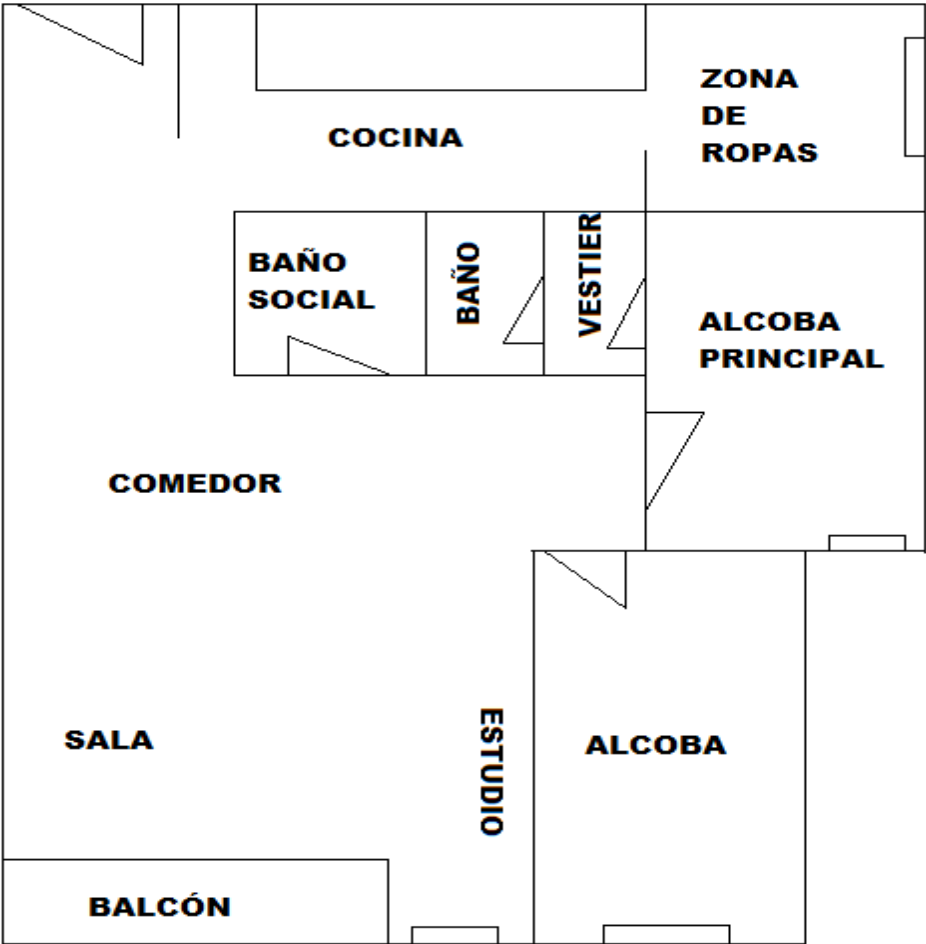 ZONA
DE
ROPAS
COCINA
BAÑO
SOCIAL
BAÑO
VESTIER
ALCOBA
PRINCIPAL
COMEDOR
SALA
ESTUDIO
ALCOBA
BALCÓN